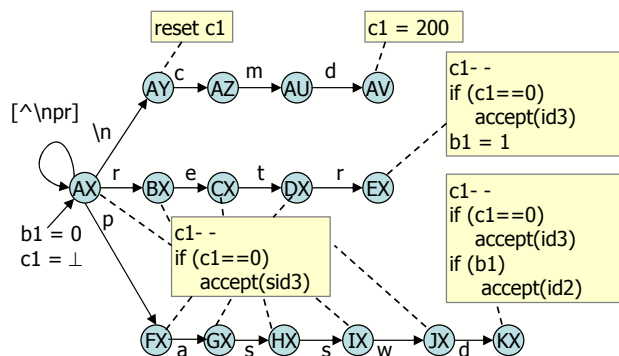 reset c1
c1 = 200
AY c AZ m AU d AV
c1- -
if (c1==0)
accept(id3)
b1 = 1
[^\npr]
\n
AX r BX e CX t DX r EX
b1 = 0
c1 = ⊥
p
c1- -
if (c1==0)
accept(sid3)
c1- -
if (c1==0)
accept(id3)
if (b1)
accept(id2)
FX a GX s HX s IX w JX d KX